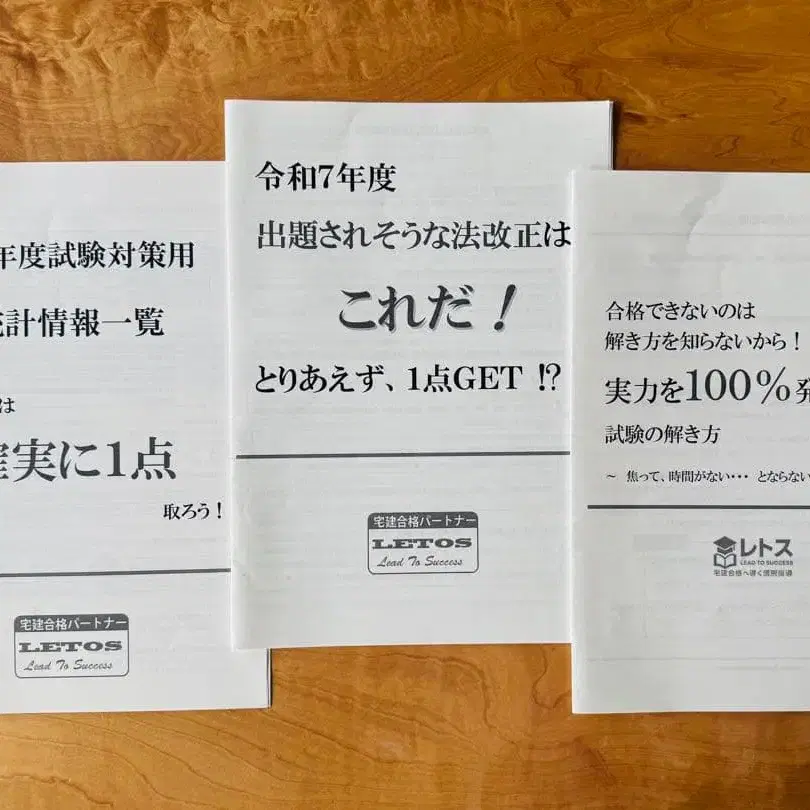 年度試験対策用
計情報一覧
は
実に1点
取ろう！
宅建合格パートナー
LETOS
Lead To Success
令和7年度
出題されそうな法改正は
これだ！
とりあえず、1点GET !?
宅建合格パートナー
LETOS
Lead To Success
合格できないのは
解き方を知らないから！
実力を100％発
試験の解き方
～ 焦って、時間がない・・・ とならない
レトス
LEAD TO SUCCESS
宅建合格へ導く個別指導